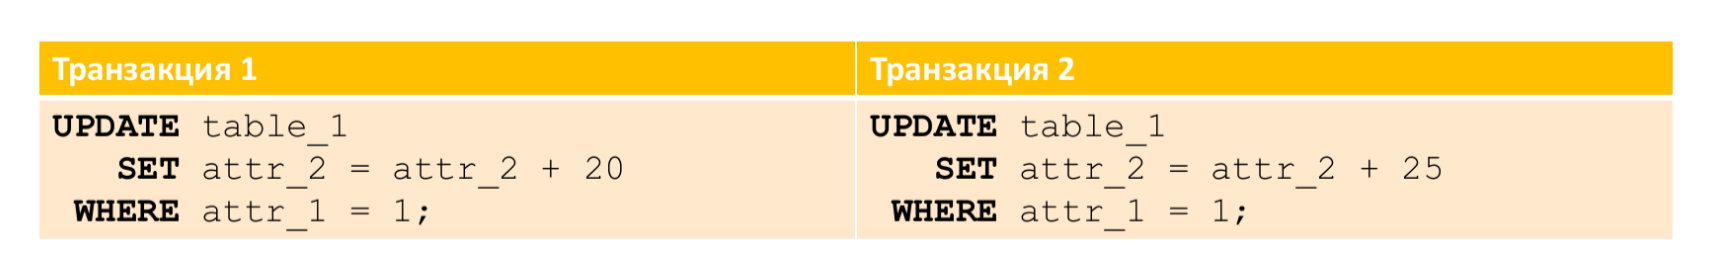 Транзакция 1
Транзакция 2
UPDATE table_1
SET attr_2 = attr_2 + 20
WHERE attr_1 = 1;
UPDATE table_1
SET attr_2 = attr_2 + 25
WHERE attr_1 = 1;